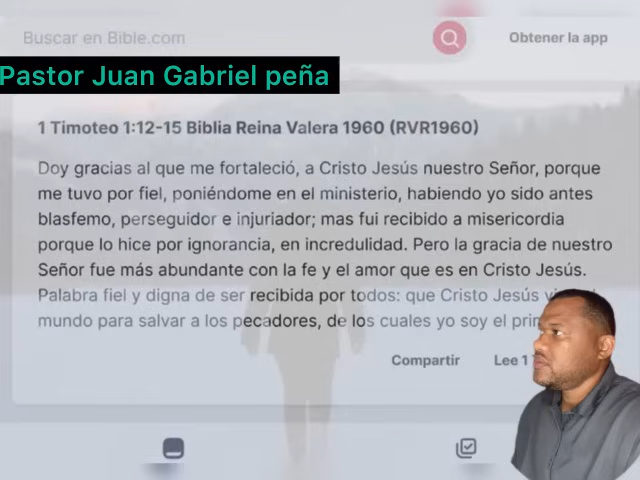 Buscar en Bible.com
Obtener la app
Pastor Juan Gabriel peña
1 Timoteo 1:12-15 Biblia Reina Valera 1960 (RVR1960)
Doy gracias al que me fortaleció, a Cristo Jesús nuestro Señor, porque
me tuvo por fiel, poniéndome en el ministerio, habiendo yo sido antes
blasfemo, perseguidor e injuriador; mas fui recibido a misericordia
porque lo hice por ignorancia, en incredulidad. Pero la gracia de nuestro
Señor fue más abundante con la fe y el amor que es en Cristo Jesús.
Palabra fiel y digna de ser recibida por todos: que Cristo Jesús
mundo para salvar a los pecadores, de los cuales yo soy el
Compartir
Lee 1